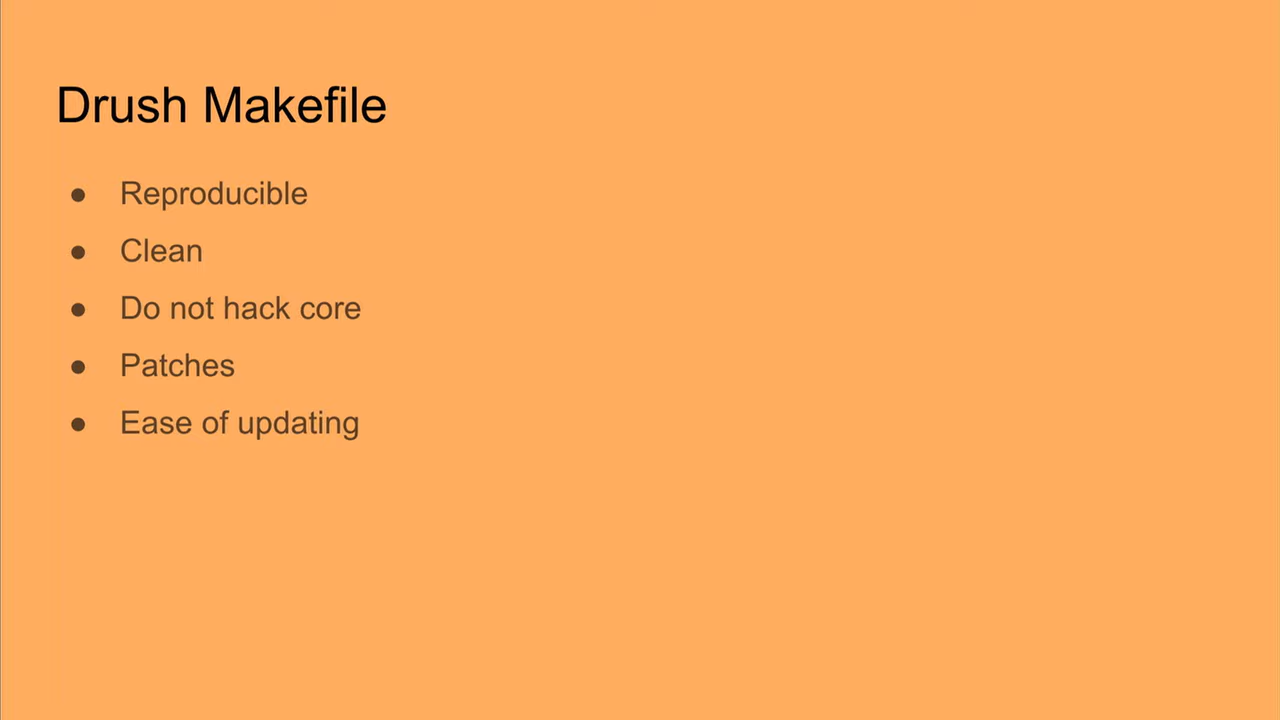 Drush Makefile
● Reproducible
● Clean
● Do not hack core
● Patches
● Ease of updating